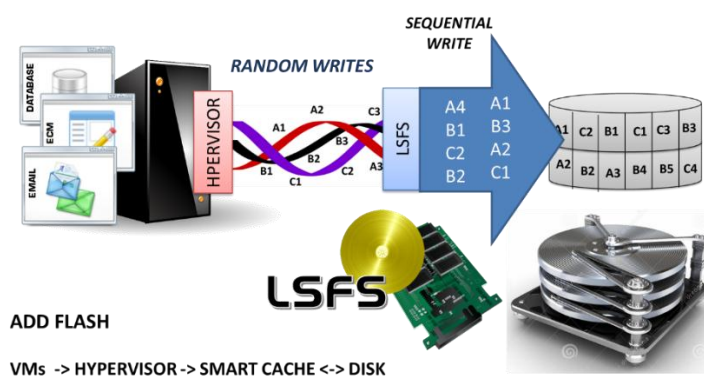 SEQUENTIAL
WRITE
RANDOM WRITES
DATABASE
ECM
EMAIL
HPERVISOR
A1
A2
C3
B3
B1
B2
C1
C2
A3
LSFS
A4 A1
B1 B3
C2 A2
B2 C1
A1 C2 B1 C1 C3 B3
A2 B2 A3 B4 B5 C4
LSFS
ADD FLASH
VMs -> HYPERVISOR -> SMART CACHE <-> DISK